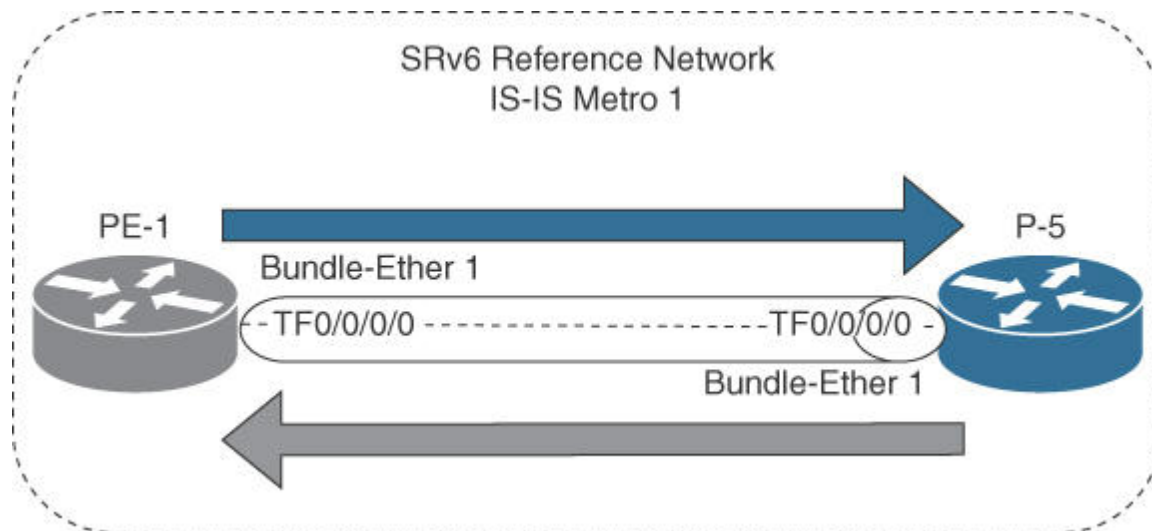 SRv6 Reference Network
IS-IS Metro 1
PE-1
P-5
Bundle-Ether 1
TF0/0/0/0
TF0/0/0/0
Bundle-Ether 1